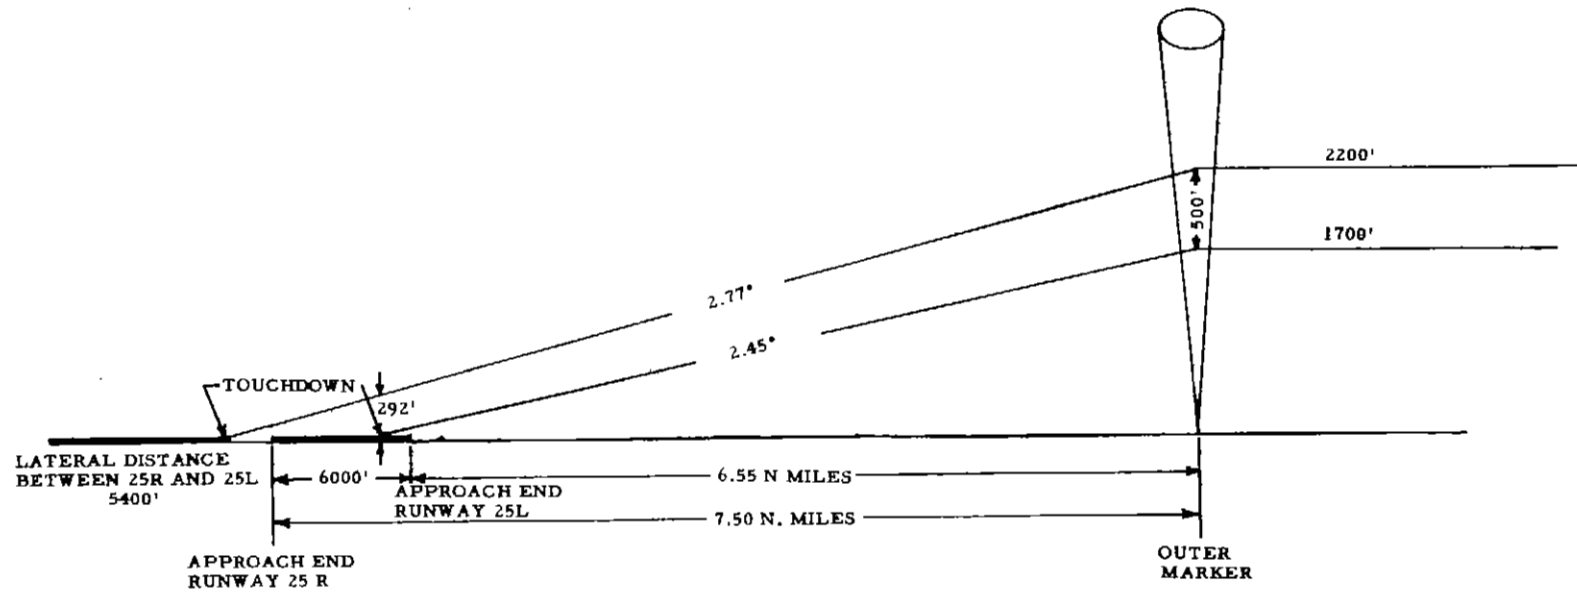 2200'
500'
1700'
2.77°
2.45°
TOUCHDOWN
292'
LATERAL DISTANCE
BETWEEN 25R AND 25L
5400'
6000'
6.55 N MILES
APPROACH END
RUNWAY 25L
7.50 N. MILES
APPROACH END
RUNWAY 25 R
OUTER
MARKER